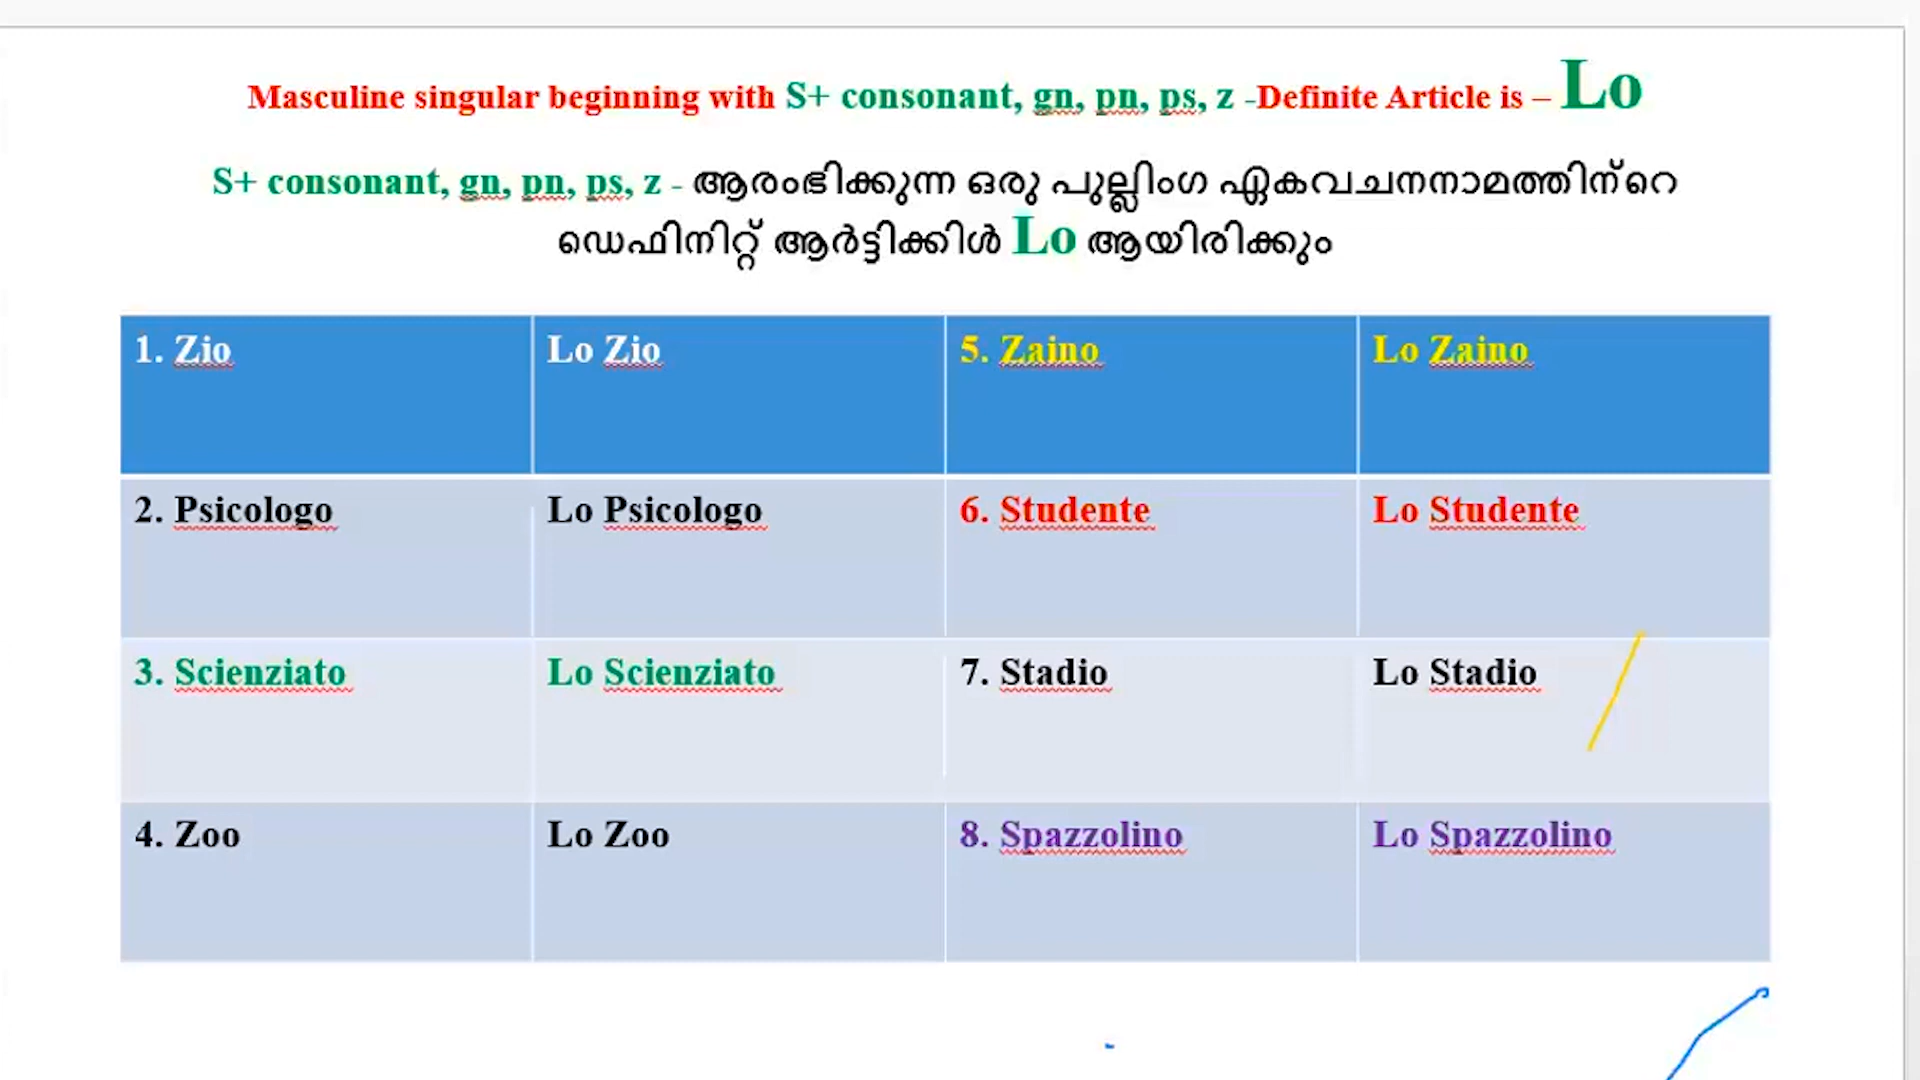 Masculine singular beginning with S+ consonant, gn, pn, ps, z -Definite Article is – Lo
S+ consonant, gn, pn, ps, z - ആരംഭിക്കുന്ന ഒരു പുല്ലിംഗ ഏകവചനനാമത്തിന്റെ
ഡെഫിനിറ്റ് ആർട്ടിക്കിൾ Lo ആയിരിക്കും
1. Zio Lo Zio 5. Zaino Lo Zaino
2. Psicologo Lo Psicologo 6. Studente Lo Studente
3. Scienziato Lo Scienziato 7. Stadio Lo Stadio
4. Zoo Lo Zoo 8. Spazzolino Lo Spazzolino